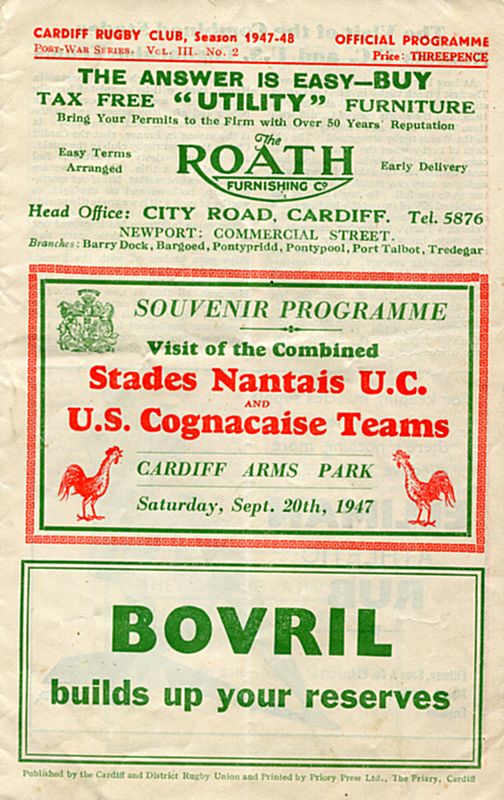 CARDIFF RUGBY CLUB, Season 1947-48 OFFICIAL PROGRAMME
POST-WAR SERIES. VOL. III. NO. 2 Price: THREEPENCE
THE ANSWER IS EASY—BUY
TAX FREE "UTILITY" FURNITURE
Bring Your Permits to the Firm with Over 50 Years' Reputation
Easy Terms Arranged
The
ROATH
FURNISHING Co
Early Delivery
Head Office: CITY ROAD, CARDIFF. Tel. 5876
NEWPORT: COMMERCIAL STREET.
Branches: Barry Dock, Bargoed, Pontypridd, Pontypool, Port Talbot, Tredegar
SOUVENIR PROGRAMME
Visit of the Combined
Stades Nantais U.C.
AND
U.S. Cognacaise Teams
CARDIFF ARMS PARK
Saturday, Sept. 20th, 1947
BOVRIL
builds up your reserves
Published by the Cardiff and District Rugby Union and Printed by Priory Press Ltd., The Friary, Cardiff